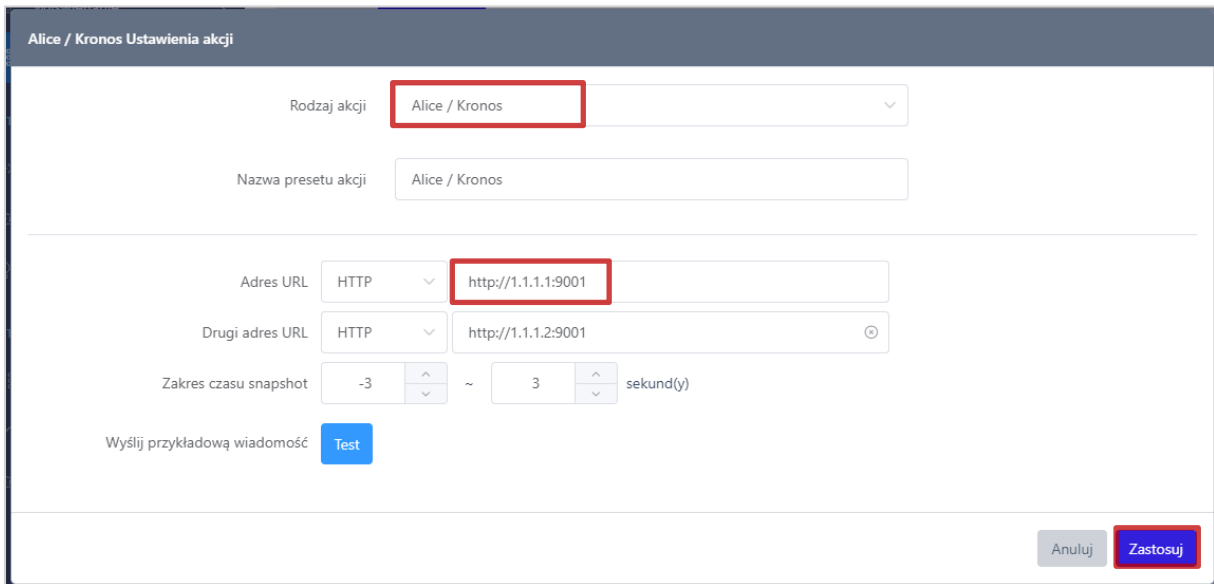 Alice / Kronos Ustawienia akcji
Rodzaj akcji Alice / Kronos
Nazwa presetu akcji Alice / Kronos
Adres URL HTTP http://1.1.1.1:9001
Drugi adres URL HTTP http://1.1.1.2:9001
Zakres czasu snapshot -3 ~ 3 sekund(y)
Wyślij przykładową wiadomość Test
Anuluj Zastosuj